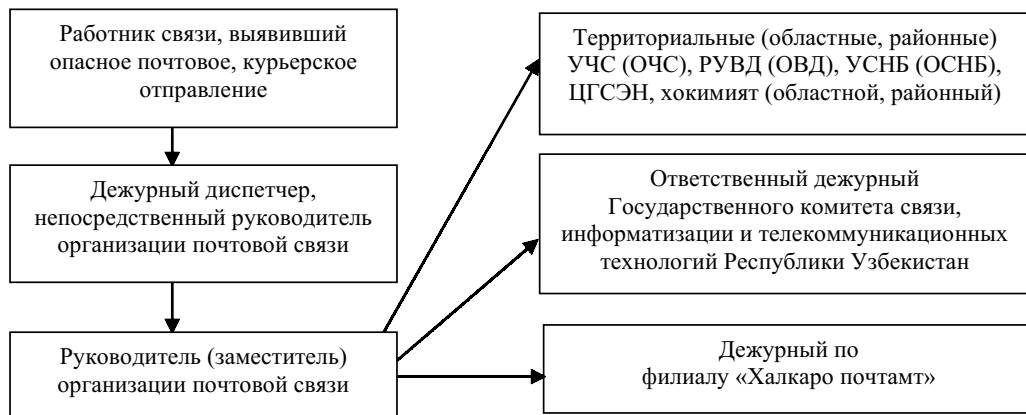 Работник связи, выявивший
опасное почтовое, курьерское
отправление
Дежурный диспетчер,
непосредственный руководитель
организации почтовой связи
Руководитель (заместитель)
организации почтовой связи
Территориальные (областные, районные)
УЧС (ОЧС), РУВД (ОВД), УСНБ (ОСНБ),
ЦГСЭН, хокимият (областной, районный)
Ответственный дежурный
Государственного комитета связи,
информатизации и телекоммуникационных
технологий Республики Узбекистан
Дежурный по
филиалу «Халкаро почтамт»